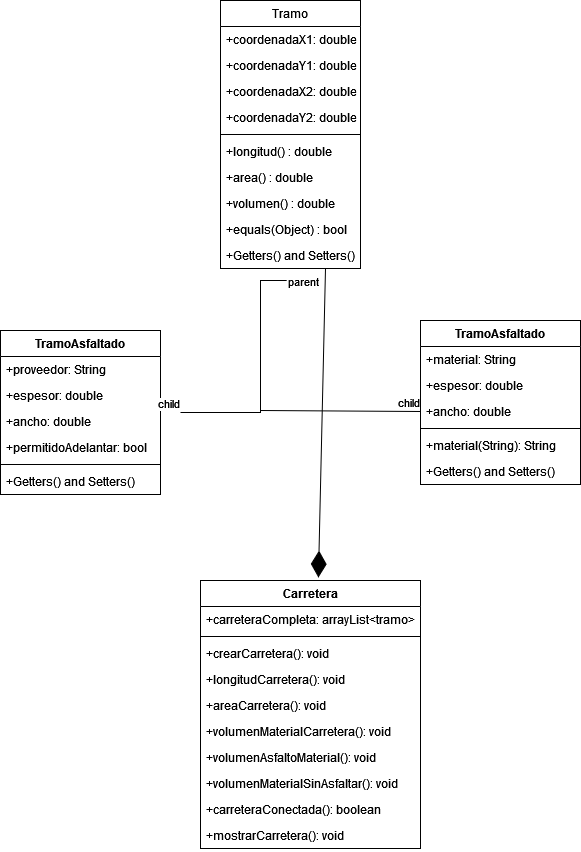 Tramo
+coordenadaX1: double
+coordenadaY1: double
+coordenadaX2: double
+coordenadaY2: double
+longitud() : double
+area() : double
+volumen() : double
+equals(Object) : bool
+Getters() and Setters()
parent
TramoAsfaltado
+proveedor: String
+espesor: double
+ancho: double
+permitidoAdelantar: bool
+Getters() and Setters()
child
child
TramoAsfaltado
+material: String
+espesor: double
+ancho: double
+material(String): String
+Getters() and Setters()
Carretera
+carreteraCompleta: arrayList<tramo>
+crearCarretera(): void
+longitudCarretera(): void
+areaCarretera(): void
+volumenMaterialCarretera(): void
+volumenAsfaltoMaterial(): void
+volumenMaterialSinAsfaltar(): void
+carreteraConectada(): boolean
+mostrarCarretera(): void